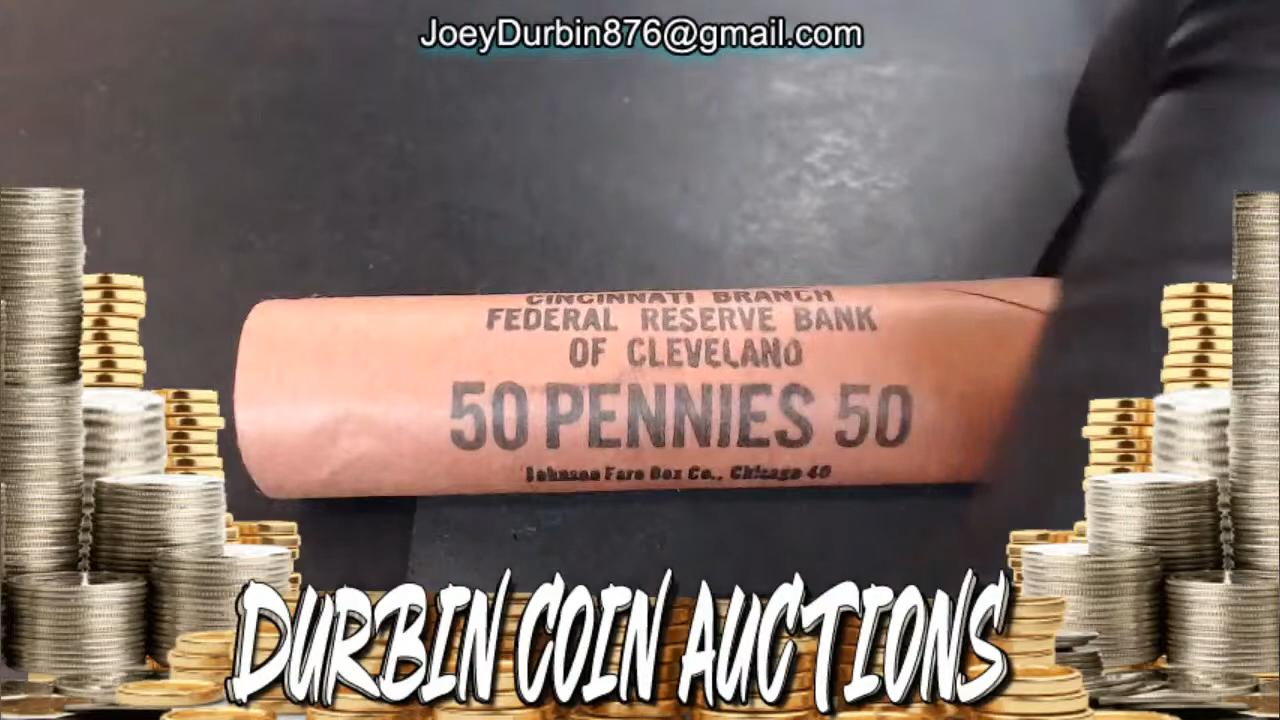 JoeyDurbin876@gmail.com
CINCINNATI BRANCH
FEDERAL RESERVE BANK
OF CLEVELAND
50 PENNIES 50
Johnson Fare Box Co., Chicago 40
DURBIN COIN AUCTIONS